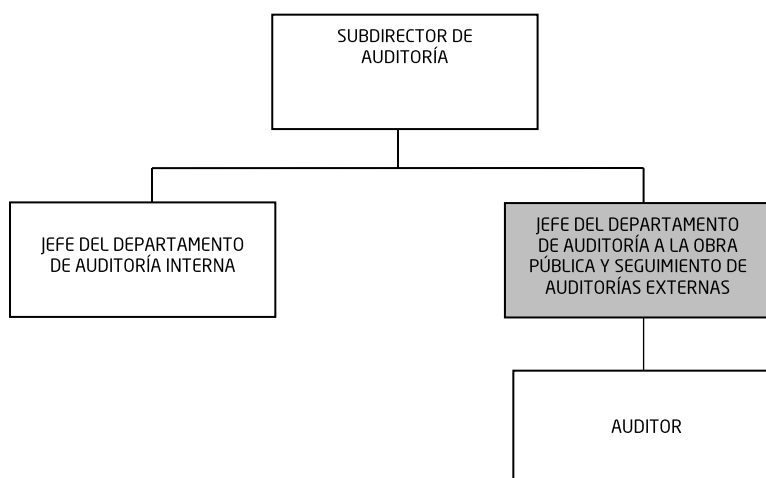 SUBDIRECTOR DE
AUDITORÍA
JEFE DEL DEPARTAMENTO
DE AUDITORÍA INTERNA
JEFE DEL DEPARTAMENTO
DE AUDITORÍA A LA OBRA
PÚBLICA Y SEGUIMIENTO DE
AUDITORÍAS EXTERNAS
AUDITOR